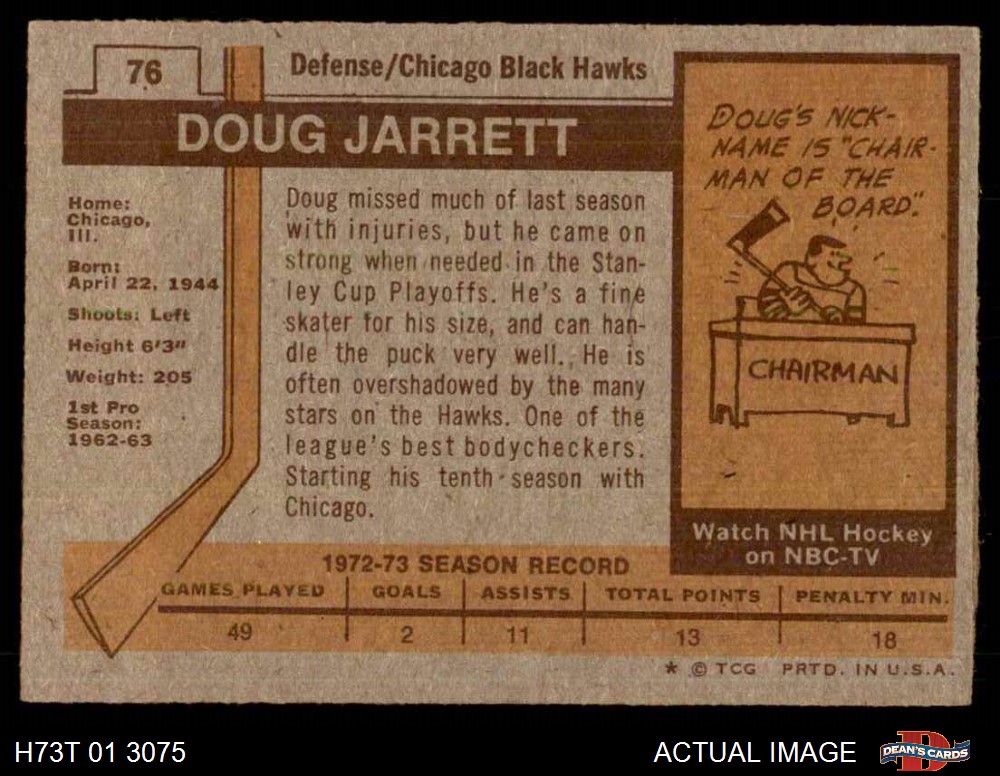 76
Defense/Chicago Black Hawks
DOUG JARRETT
Home:
Chicago,
Ill.
Born:
April 22, 1944
Shoots: Left
Height 6'3"
Weight: 205
1st Pro
Season:
1962-63
Doug missed much of last season
with injuries, but he came on
strong when needed in the Stan-
ley Cup Playoffs. He's a fine
skater for his size, and can han-
dle the puck very well. He is
often overshadowed by the many
stars on the Hawks. One of the
league's best bodycheckers.
Starting his tenth season with
Chicago.
DOUG'S NICK-
NAME IS "CHAIR-
MAN OF THE
BOARD."
CHAIRMAN
Watch NHL Hockey
on NBC-TV
1972-73 SEASON RECORD
GAMES PLAYED GOALS ASSISTS TOTAL POINTS PENALTY MIN.
49 2 11 13 18
* © TCG PRTD. IN U.S.A.
H73T 01 3075
ACTUAL IMAGE
D
DEAN'S CARDS